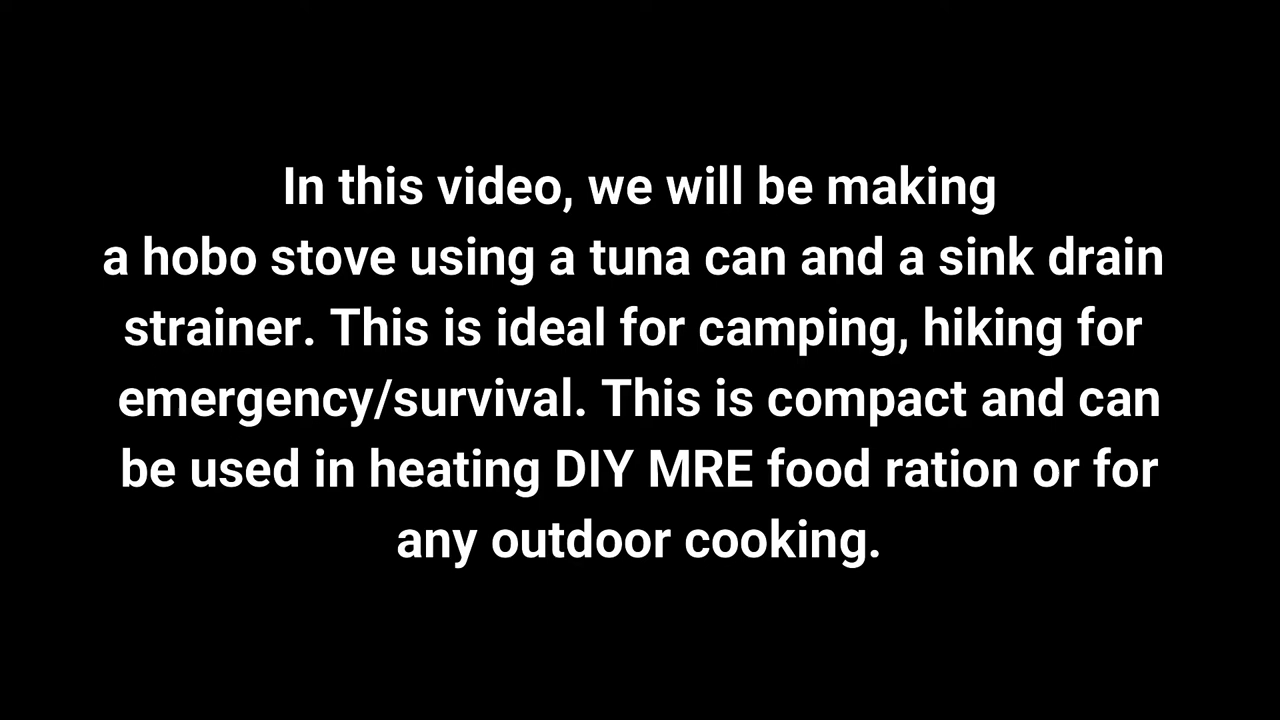 In this video, we will be making
a hobo stove using a tuna can and a sink drain
strainer. This is ideal for camping, hiking for
emergency/survival. This is compact and can
be used in heating DIY MRE food ration or for
any outdoor cooking.